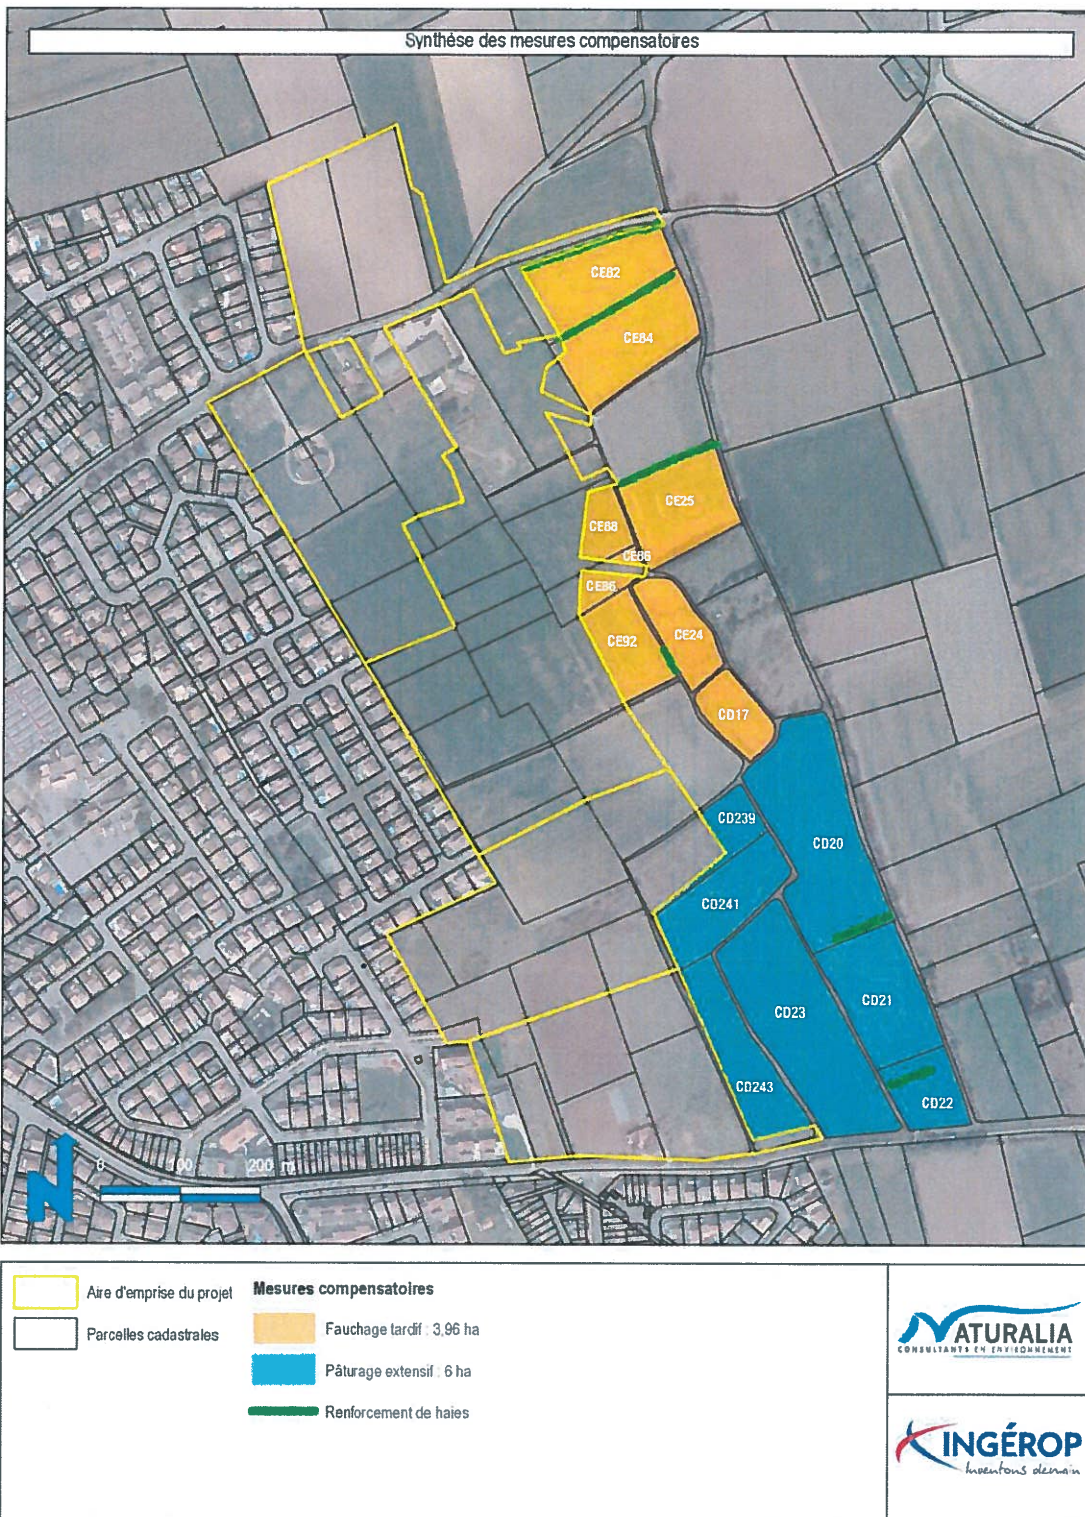 Synthèse des mesures compensatoires
CE82
CE84
CE25
CE88
CE86
CE86
CE92
CE24
CD17
CD239
CD20
CD241
CD21
CD23
CD243
CD22
N
0 100 200 m
Aire d'emprise du projet
Parcelles cadastrales
Mesures compensatoires
Fauchage tardif : 3,96 ha
Pâturage extensif : 6 ha
Renforcement de haies
NATURALIA
CONSULTANTS EN ENVIRONNEMENT
INGÉROP
Inventons demain